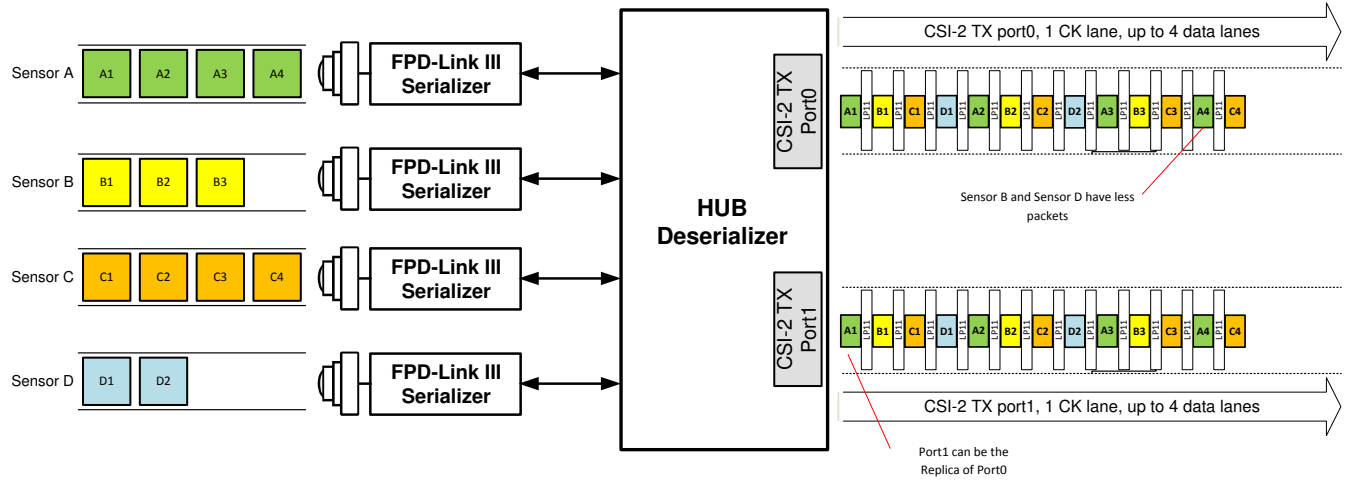 CSI-2 TX port0, 1 CK lane, up to 4 data lanes
Sensor A
A1 A2 A3 A4
FPD-Link III
Serializer
CSI-2 TX
Port0
A1 LP11 B1 LP11 C1 LP11 D1 LP11 A2 LP11 B2 LP11 C2 LP11 D2 LP11 A3 LP11 B3 LP11 C3 LP11 A4 LP11 C4
Sensor B
B1 B2 B3
FPD-Link III
Serializer
Sensor B and Sensor D have less
packets
HUB
Deserializer
Sensor C
C1 C2 C3 C4
FPD-Link III
Serializer
CSI-2 TX
Port1
A1 LP11 B1 LP11 C1 LP11 D1 LP11 A2 LP11 B2 LP11 C2 LP11 D2 LP11 A3 LP11 B3 LP11 C3 LP11 A4 LP11 C4
Sensor D
D1 D2
FPD-Link III
Serializer
CSI-2 TX port1, 1 CK lane, up to 4 data lanes
Port1 can be the
Replica of Port0